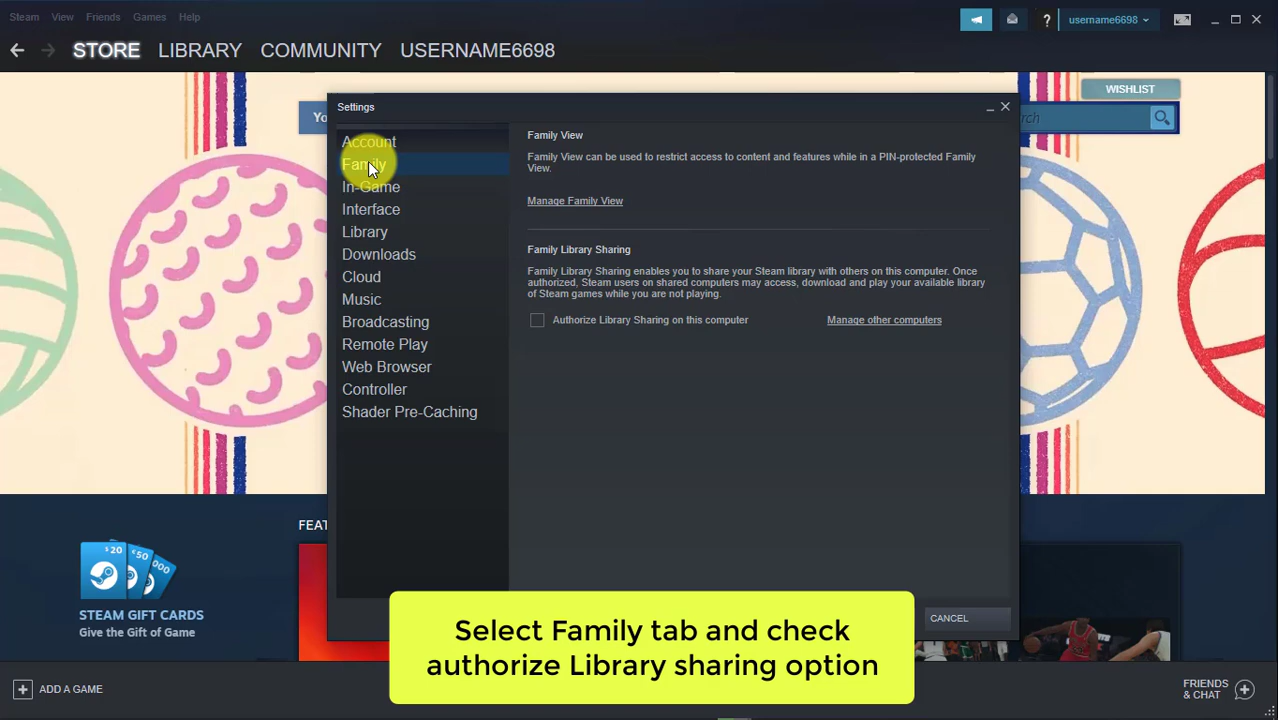 Steam View Friends Games Help
? username6698
STORE LIBRARY COMMUNITY USERNAME6698
WISHLIST
Yo
rch
Settings
Account
Family
In-Game
Interface
Library
Downloads
Cloud
Music
Broadcasting
Remote Play
Web Browser
Controller
Shader Pre-Caching
Family View
Family View can be used to restrict access to content and features while in a PIN-protected Family
View.
Manage Family View
Family Library Sharing
Family Library Sharing enables you to share your Steam library with others on this computer. Once
authorized, Steam users on shared computers may access, download and play your available library
of Steam games while you are not playing.
Authorize Library Sharing on this computer Manage other computers
FEA
$20
€50
000
STEAM GIFT CARDS
Give the Gift of Game
CANCEL
Select Family tab and check
authorize Library sharing option
ADD A GAME
FRIENDS
& CHAT